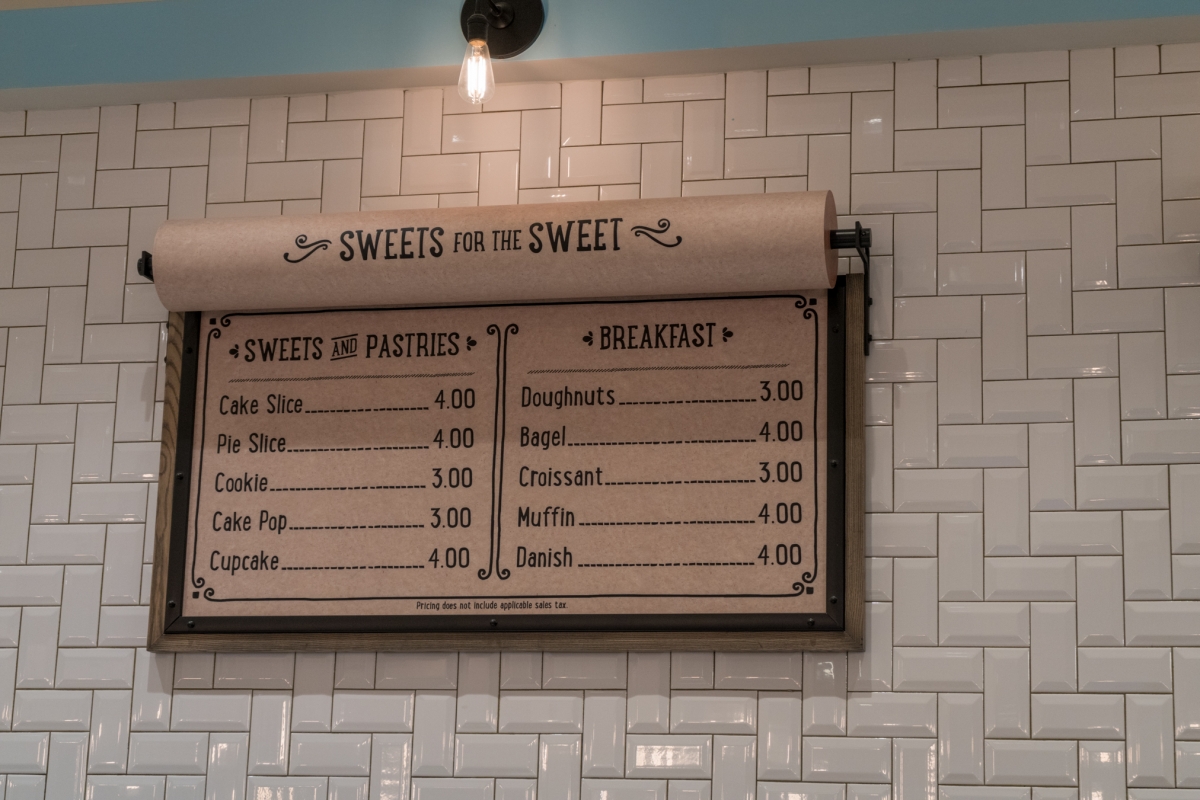 SWEETS FOR THE SWEET
SWEETS AND PASTRIES
Cake Slice 4.00
Pie Slice 4.00
Cookie 3.00
Cake Pop 3.00
Cupcake 4.00
BREAKFAST
Doughnuts 3.00
Bagel 4.00
Croissant 3.00
Muffin 4.00
Danish 4.00
Pricing does not include applicable sales tax.